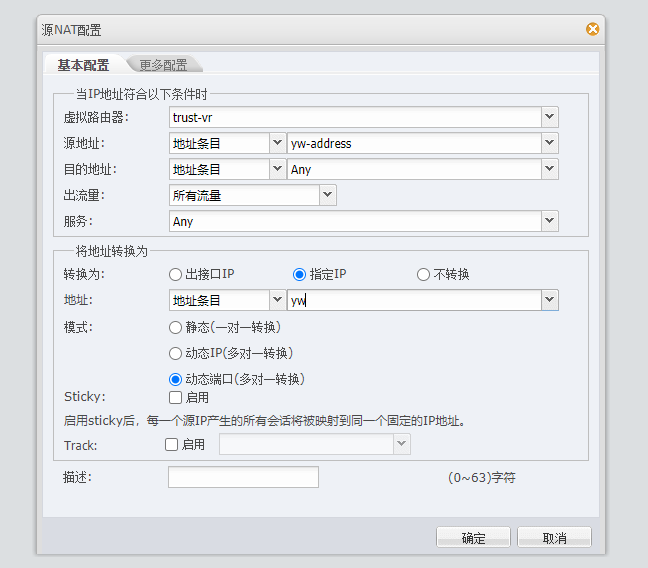 源NAT配置
基本配置 更多配置
当IP地址符合以下条件时
虚拟路由器: trust-vr
源地址: 地址条目 yw-address
目的地址: 地址条目 Any
出流量: 所有流量
服务: Any
将地址转换为
转换为: 出接口IP 指定IP 不转换
地址: 地址条目 yw
模式: 静态(一对一转换)
动态IP(多对一转换)
动态端口(多对一转换)
Sticky: 启用
启用sticky后，每一个源IP产生的所有会话将被映射到同一个固定的IP地址。
Track: 启用
描述: (0~63)字符
确定 取消